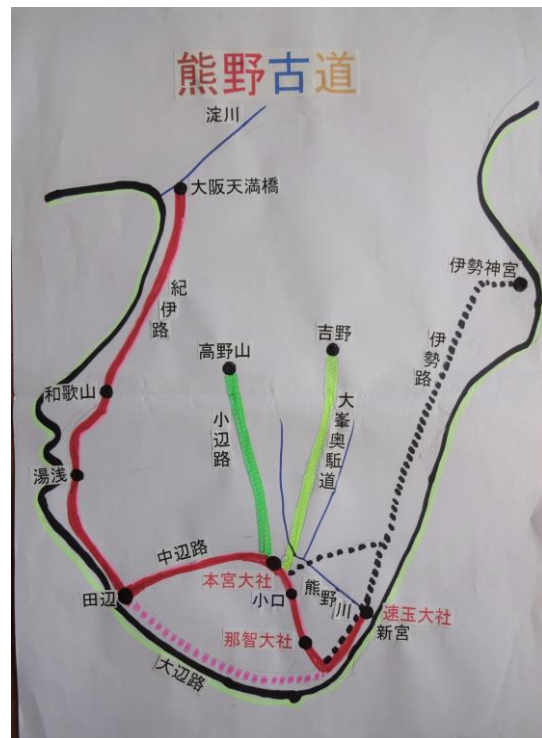 熊野古道
淀川
大阪天満橋
紀伊路
伊勢神宮
伊勢路
高野山
吉野
小辺路
大峯奥駈道
和歌山
湯浅
中辺路
本宮大社
田辺
小口
熊野川
速玉大社
新宮
那智大社
大辺路